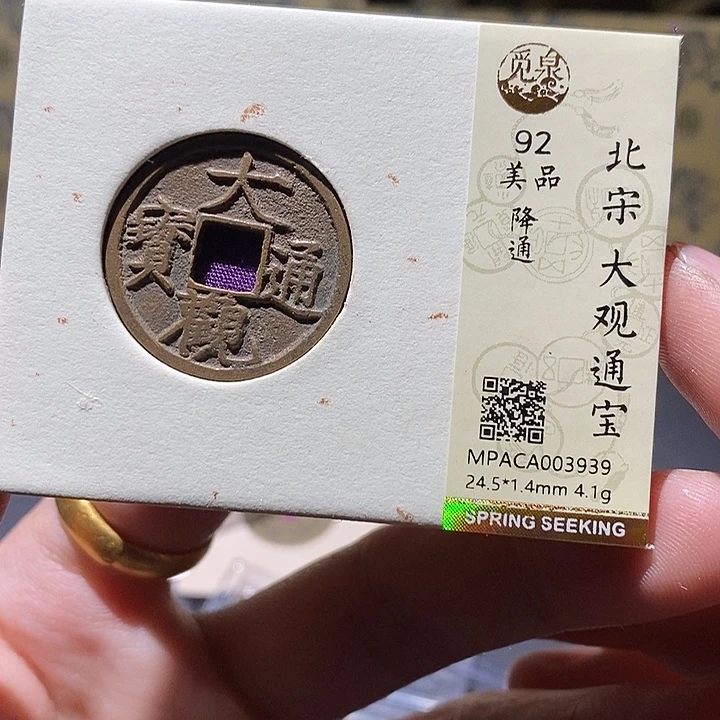 大
觀
通
寶
觅泉
92
美品
降通
北宋 大观通宝
MPACA003939
24.5*1.4mm 4.1g
SPRING SEEKING